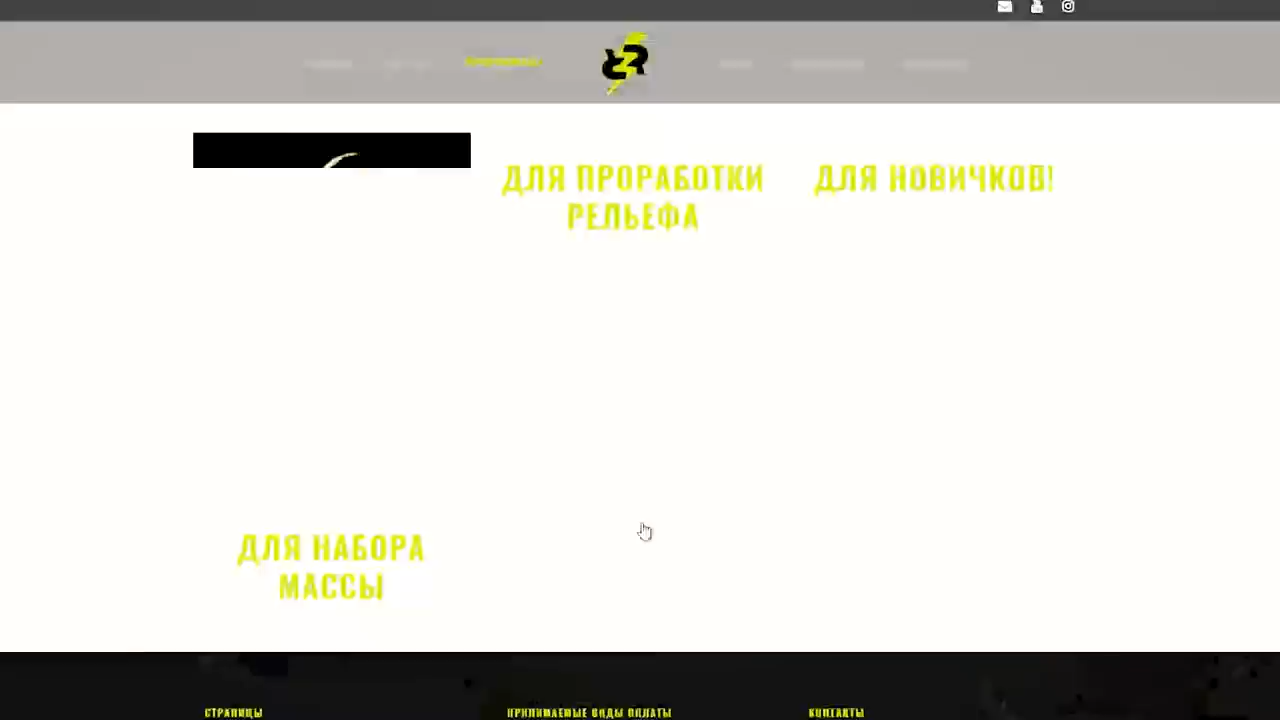 ДЛЯ ПРОРАБОТКИ
РЕЛЬЕФА
ДЛЯ НОВИЧКОВ!
ДЛЯ НАБОРА
МАССЫ
СТРАНИЦЫ
ПРИНИМАЕМЫЕ ВИДЫ ОПЛАТЫ
КОНТАКТЫ